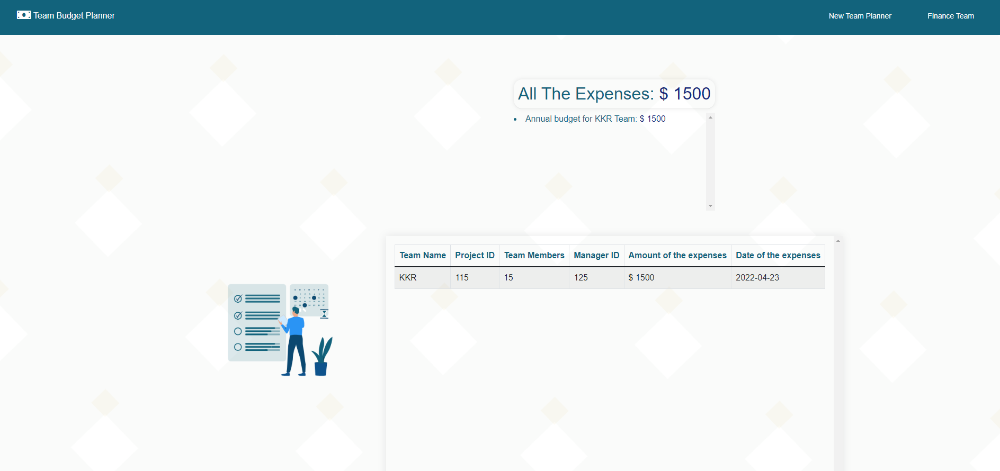 Team Budget Planner
New Team Planner
Finance Team
All The Expenses: $ 1500
Annual budget for KKR Team: $ 1500
Team Name Project ID Team Members Manager ID Amount of the expenses Date of the expenses
KKR 115 15 125 $ 1500 2022-04-23